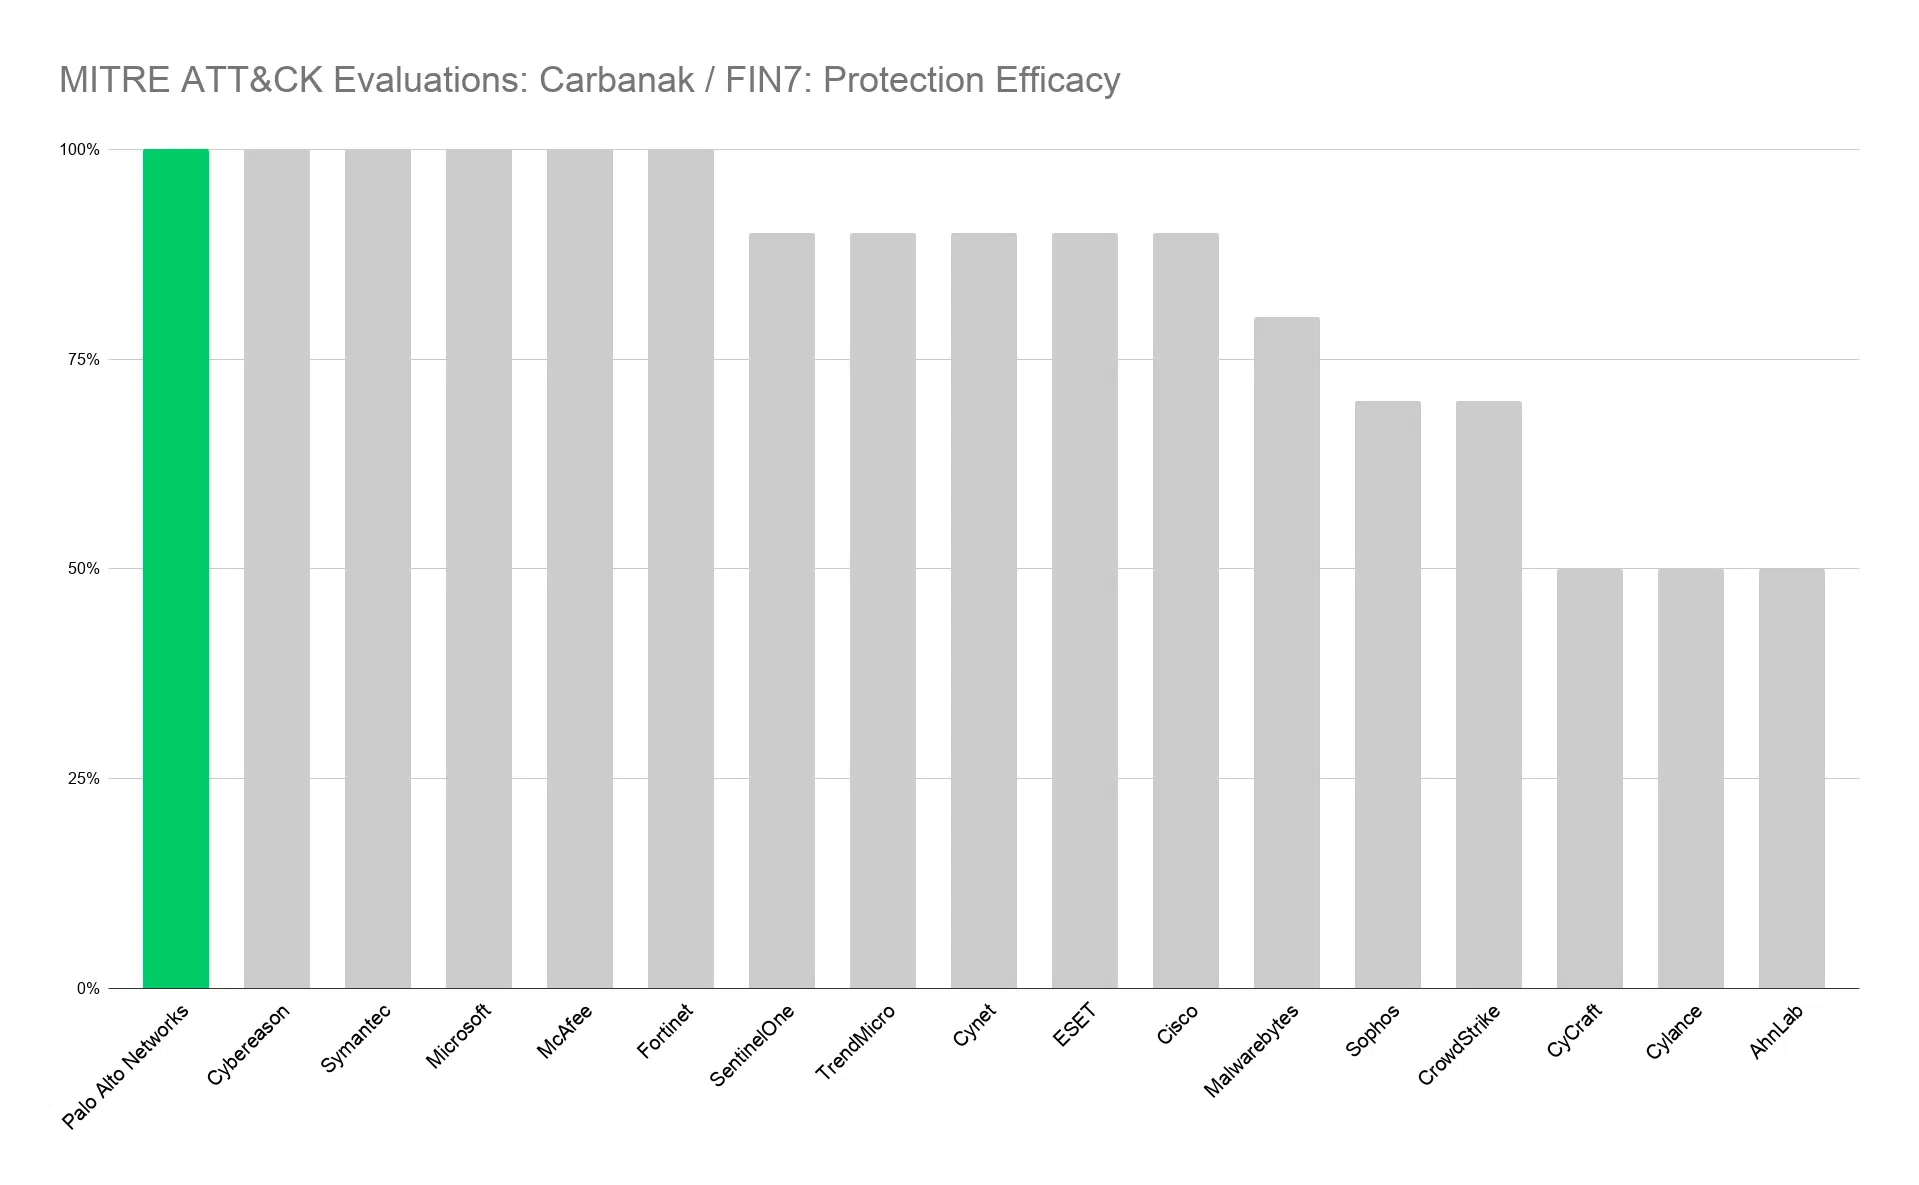 MITRE ATT&CK Evaluations: Carbanak / FIN7: Protection Efficacy
100%
75%
50%
25%
0%
Palo Alto Networks
Cybereason
Symantec
Microsoft
McAfee
Fortinet
SentinelOne
TrendMicro
Cynet
ESET
Cisco
Malwarebytes
Sophos
CrowdStrike
CyCraft
Cylance
AhnLab